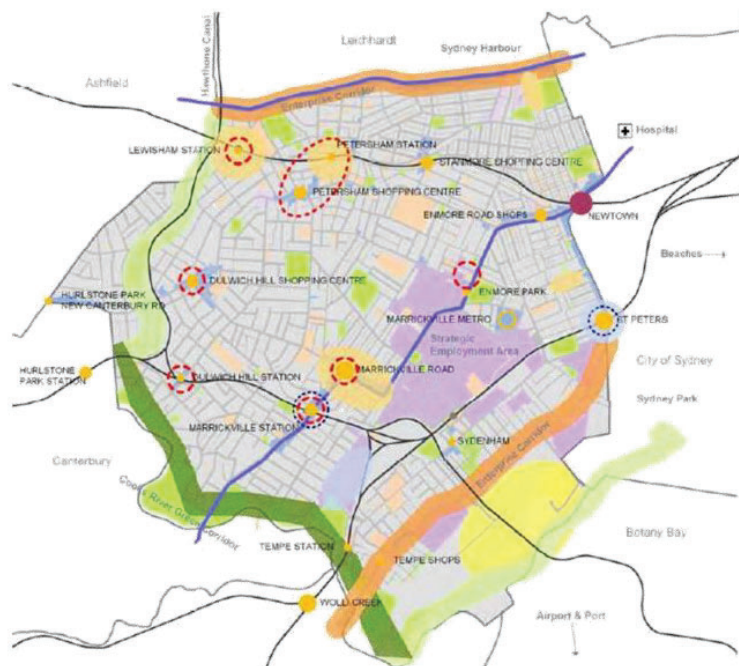 Leichhardt
Sydney Harbour
Hawthorne Canal
Ashfield
Enterprise Corridor
Hospital
PETERSHAM STATION
LEWISHAM STATION
STANMORE SHOPPING CENTRE
PETERSHAM SHOPPING CENTRE
ENMORE ROAD SHOPS
NEWTOWN
Beaches
DULWICH HILL SHOPPING CENTRE
ENMORE PARK
HURLSTONE PARK
NEW CANTERBURY RD
MARRICKVILLE METRO
ST PETERS
Strategic
Employment Area
City of Sydney
HURLSTONE
PARK STATION
DULWICH HILL STATION
MARRICKVILLE ROAD
Sydney Park
MARRICKVILLE STATION
SYDENHAM
Canterbury
Enterprise Corridor
Cooks River Green Corridor
Botany Bay
TEMPE STATION
TEMPE SHOPS
WOLLI CREEK
Airport & Port